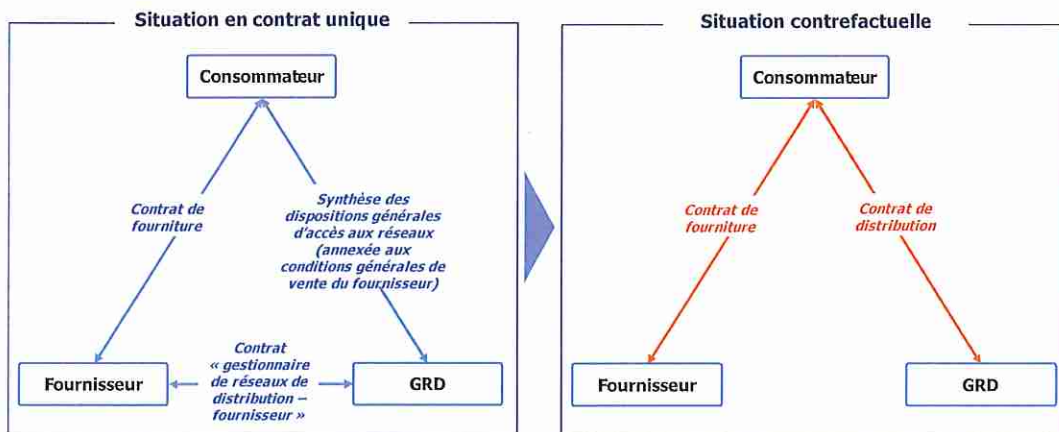 Situation en contrat unique
Consommateur
Contrat de
fourniture
Synthèse des
dispositions générales
d'accès aux réseaux
(annexée aux
conditions générales de
vente du fournisseur)
Fournisseur
Contrat
« gestionnaire
de réseaux de
distribution –
fournisseur »
GRD
Situation contrefactuelle
Consommateur
Contrat de
fourniture
Contrat de
distribution
Fournisseur
GRD